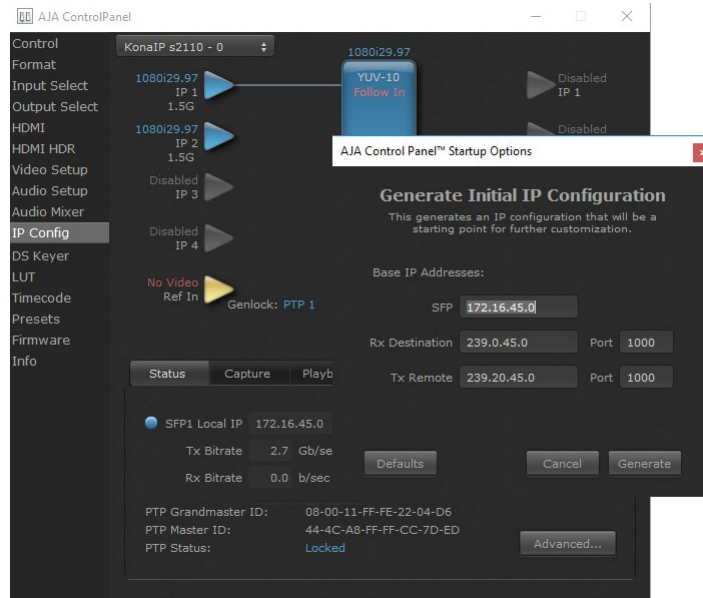 AJA ControlPanel
Control
Format
Input Select
Output Select
HDMI
HDMI HDR
Video Setup
Audio Setup
Audio Mixer
IP Config
DS Keyer
LUT
Timecode
Presets
Firmware
Info
KonaIP s2110 - 0
1080i29.97
IP 1
1.5G
1080i29.97
IP 2
1.5G
Disabled
IP 3
Disabled
IP 4
No Video
Ref In
Genlock: PTP 1
1080i29.97
YUV-10
Follow In
Disabled
IP 1
Disabled
AJA Control Panel™ Startup Options
Generate Initial IP Configuration
This generates an IP configuration that will be a
starting point for further customization.
Base IP Addresses:
SFP 172.16.45.0
Rx Destination 239.0.45.0 Port 1000
Tx Remote 239.20.45.0 Port 1000
Defaults Cancel Generate
Status Capture Playb
SFP1 Local IP 172.16.45.0
Tx Bitrate 2.7 Gb/se
Rx Bitrate 0.0 b/sec
PTP Grandmaster ID: 08-00-11-FF-FE-22-04-D6
PTP Master ID: 44-4C-A8-FF-FF-CC-7D-ED
PTP Status: Locked
Advanced...